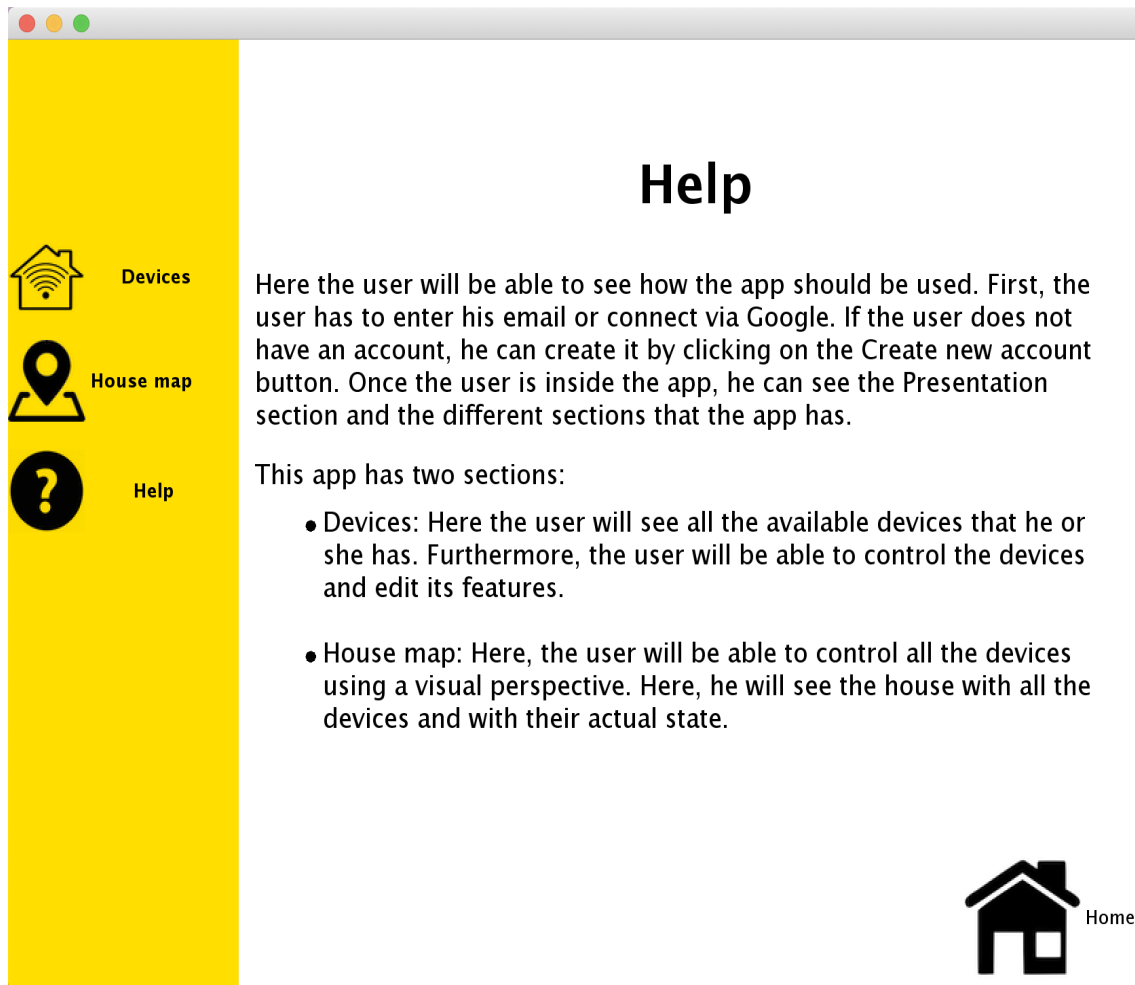 Help
Devices
House map
Help
Here the user will be able to see how the app should be used. First, the
user has to enter his email or connect via Google. If the user does not
have an account, he can create it by clicking on the Create new account
button. Once the user is inside the app, he can see the Presentation
section and the different sections that the app has.
This app has two sections:
• Devices: Here the user will see all the available devices that he or
she has. Furthermore, the user will be able to control the devices
and edit its features.
• House map: Here, the user will be able to control all the devices
using a visual perspective. Here, he will see the house with all the
devices and with their actual state.
Home